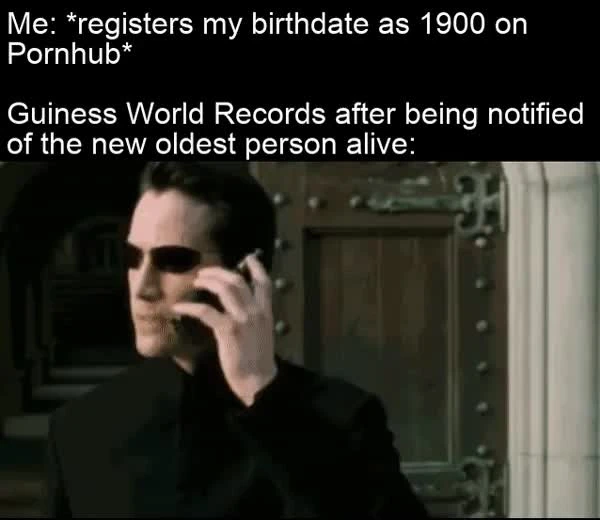 Me: *registers my birthdate as 1900 on
Pornhub*
Guiness World Records after being notified
of the new oldest person alive: